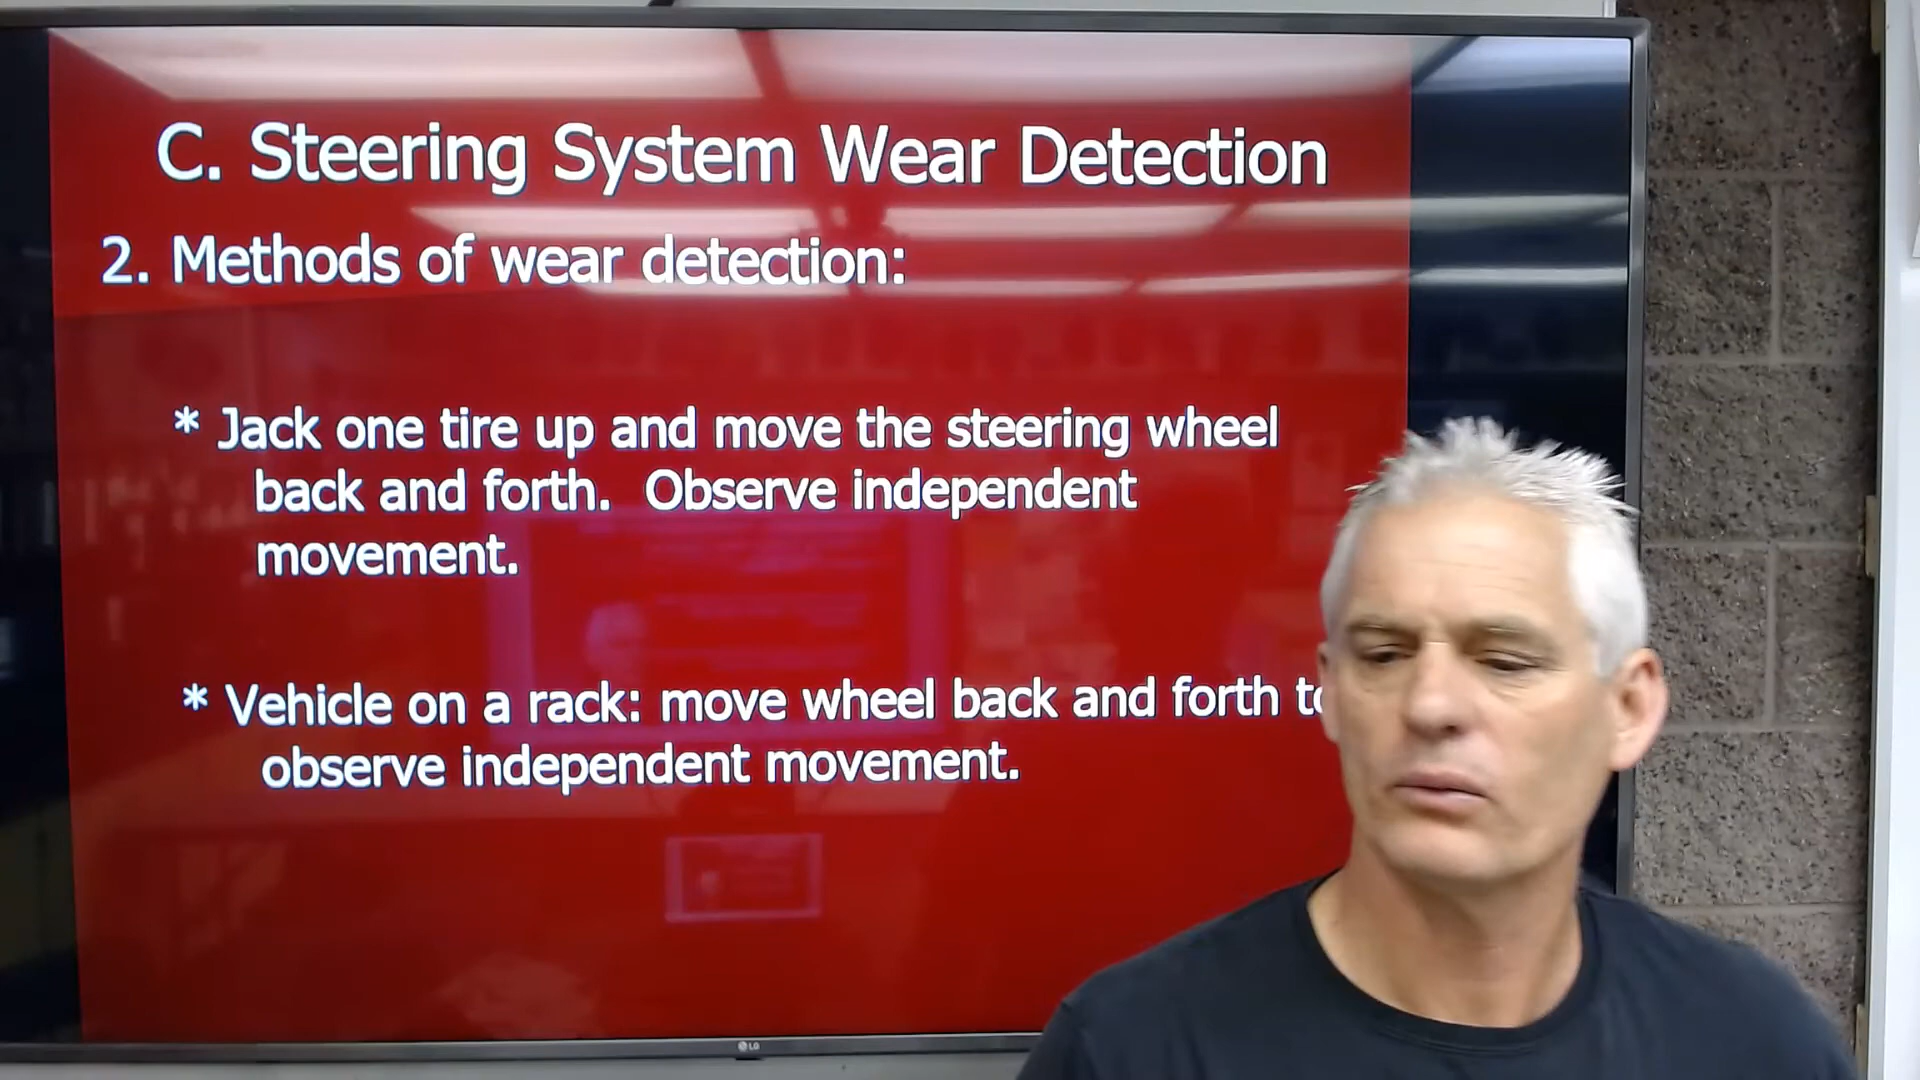 C. Steering System Wear Detection
2. Methods of wear detection:
* Jack one tire up and move the steering wheel
back and forth. Observe independent
movement.
* Vehicle on a rack: move wheel back and forth to
observe independent movement.
LG